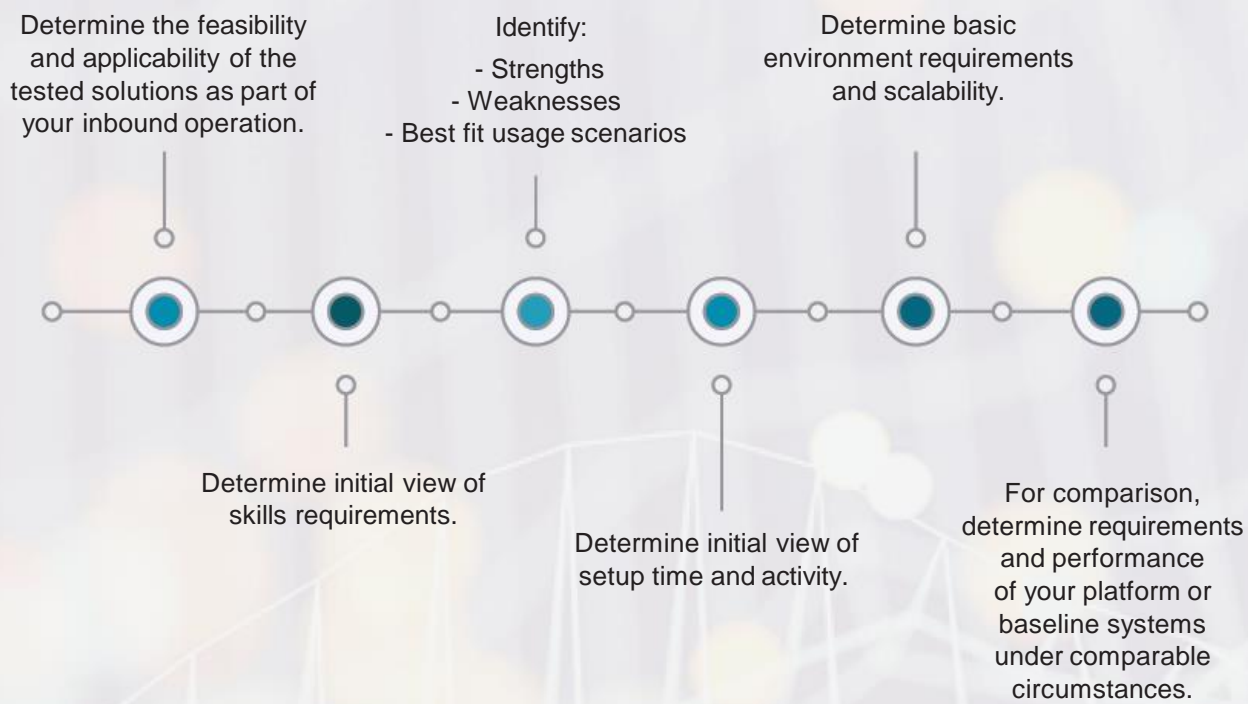 Determine the feasibility
and applicability of the
tested solutions as part of
your inbound operation.
Determine initial view of
skills requirements.
Identify:
- Strengths
- Weaknesses
- Best fit usage scenarios
Determine initial view of
setup time and activity.
Determine basic
environment requirements
and scalability.
For comparison,
determine requirements
and performance
of your platform or
baseline systems
under comparable
circumstances.